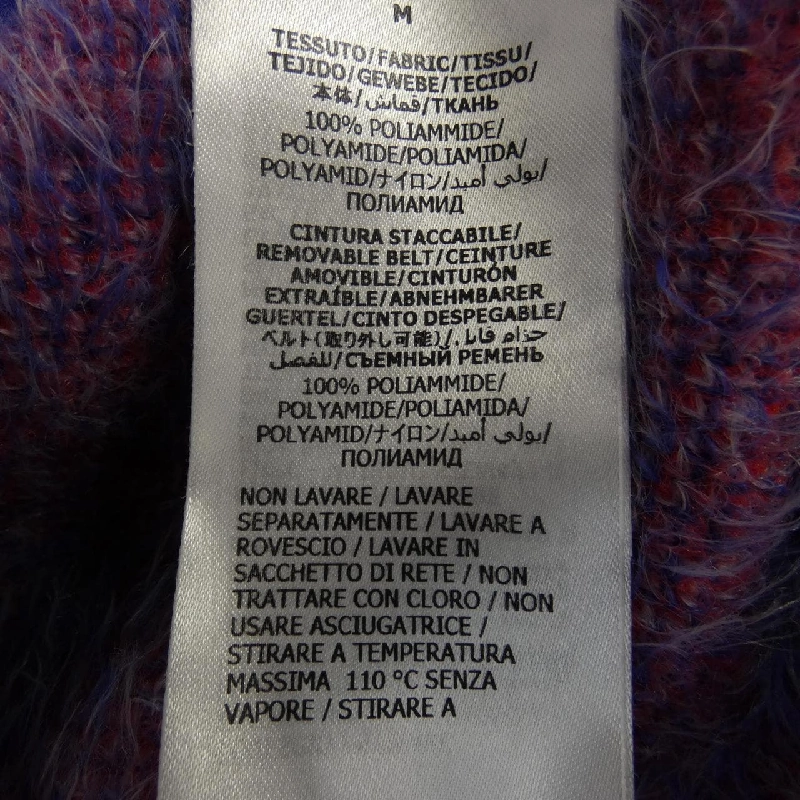 M
TESSUTO/FABRIC/TISSU/
TEJIDO/GEWEBE/TECIDO/
本体/قماش/ТКАНЬ
100% POLIAMMIDE/
POLYAMIDE/POLIAMIDA/
POLYAMID/ナイロン/بولي أميد/
ПОЛИАМИД
CINTURA STACCABILE/
REMOVABLE BELT/CEINTURE
AMOVIBLE/CINTURÓN
EXTRAÍBLE/ABNEHMBARER
GUERTEL/CINTO DESPEGABLE/
ベルト(取り外し可能)/حزام قابل
للفصل/СЪЕМНЫЙ РЕМЕНЬ
100% POLIAMMIDE/
POLYAMIDE/POLIAMIDA/
POLYAMID/ナイロン/بولي أميد/
ПОЛИАМИД
NON LAVARE / LAVARE
SEPARATAMENTE / LAVARE A
ROVESCIO / LAVARE IN
SACCHETTO DI RETE / NON
TRATTARE CON CLORO / NON
USARE ASCIUGATRICE /
STIRARE A TEMPERATURA
MASSIMA 110 °C SENZA
VAPORE / STIRARE A